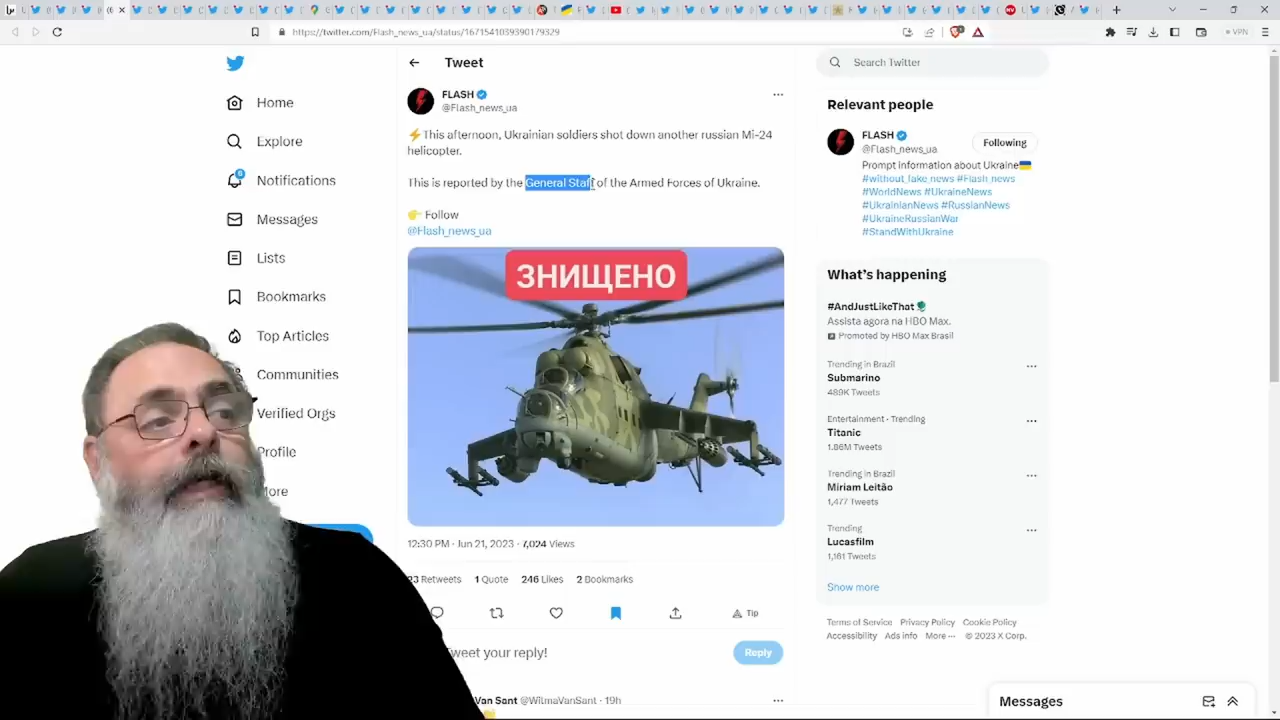 https://twitter.com/Flash_news_ua/status/1671541039390179329
VPN
Home
Explore
6
Notifications
Messages
Lists
Bookmarks
Top Articles
Communities
Verified Orgs
Profile
More
Tweet
FLASH
@Flash_news_ua
⚡This afternoon, Ukrainian soldiers shot down another russian Mi-24
helicopter.
This is reported by the General Staff of the Armed Forces of Ukraine.
👉 Follow
@Flash_news_ua
ЗНИЩЕНО
12:30 PM · Jun 21, 2023 · 7,024 Views
23 Retweets 1 Quote 246 Likes 2 Bookmarks
Tip
Tweet your reply!
Reply
Van Sant @WilmaVanSant · 19h
Search Twitter
Relevant people
FLASH
@Flash_news_ua
Following
Prompt information about Ukraine🇺🇦
#without_fake_news #Flash_news
#WorldNews #UkraineNews
#UkrainianNews #RussianNews
#UkraineRussianWar
#StandWithUkraine
What's happening
#AndJustLikeThat
Assista agora na HBO Max.
Promoted by HBO Max Brasil
Trending in Brazil
Submarino
489K Tweets
Entertainment · Trending
Titanic
1.86M Tweets
Trending in Brazil
Míriam Leitão
1,477 Tweets
Trending
Lucasfilm
1,161 Tweets
Show more
Terms of Service Privacy Policy Cookie Policy
Accessibility Ads info More ··· © 2023 X Corp.
Messages